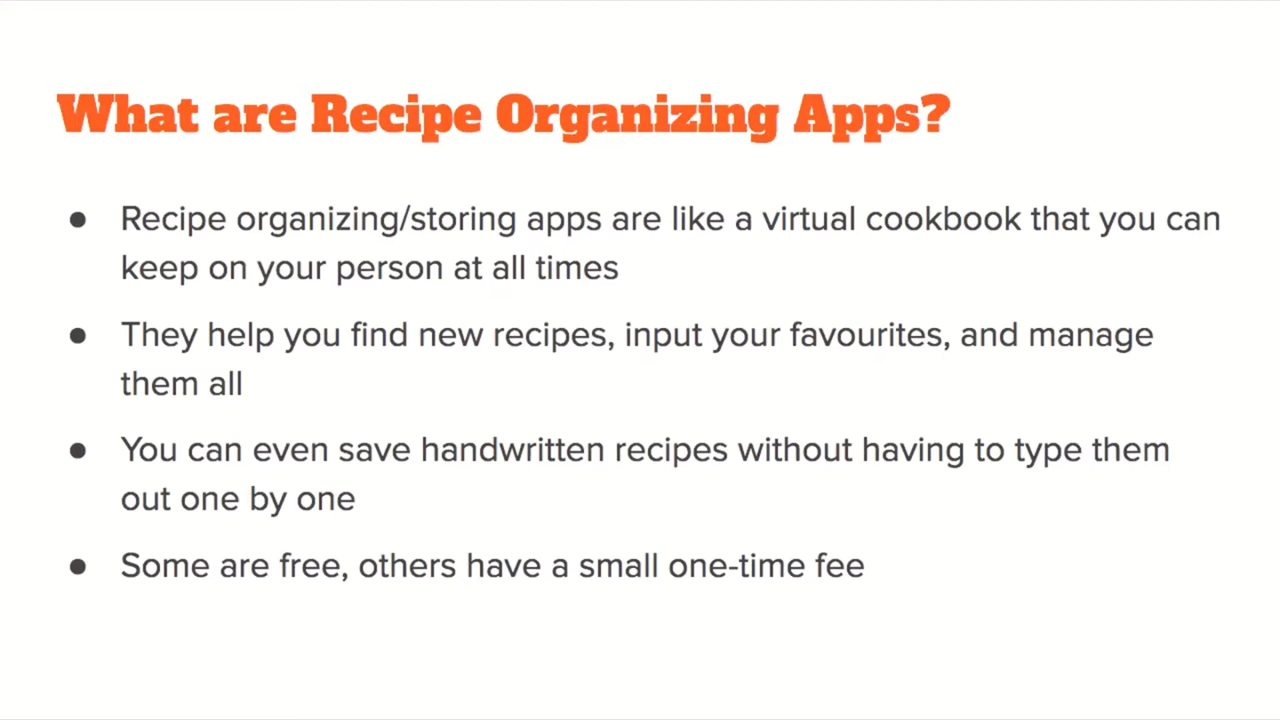 What are Recipe Organizing Apps?
● Recipe organizing/storing apps are like a virtual cookbook that you can
keep on your person at all times
● They help you find new recipes, input your favourites, and manage
them all
● You can even save handwritten recipes without having to type them
out one by one
● Some are free, others have a small one-time fee